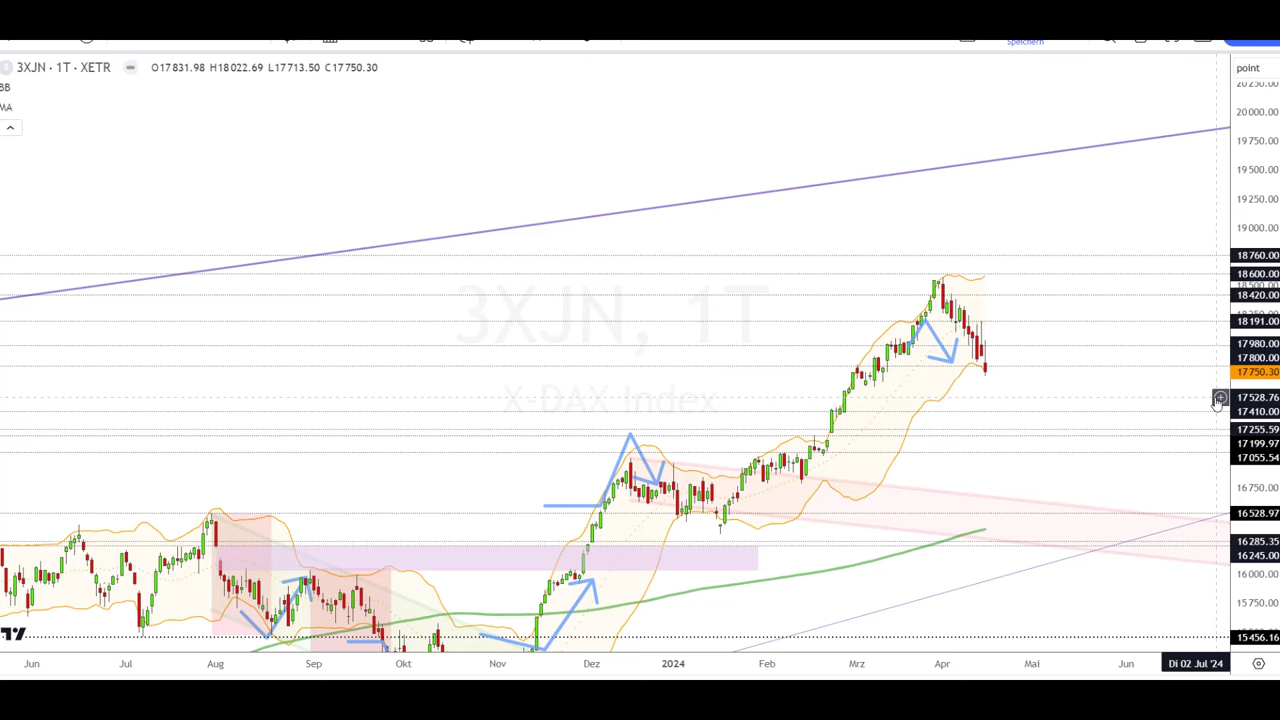 Speichern
3XJN · 1T · XETR
O17831.98 H18022.69 L17713.50 C17750.30
point
BB
MA
20000.00
19750.00
19500.00
19250.00
19000.00
18760.00
18600.00
18420.00
18191.00
17980.00
17800.00
17750.30
17528.76
17410.00
17255.59
17199.97
17055.54
16750.00
16528.97
16285.35
16245.00
16000.00
15750.00
15456.16
3XJN, 1T
X-DAX Index
Jun Jul Aug Sep Okt Nov Dez 2024 Feb Mrz Apr Mai Jun Di 02 Jul '24